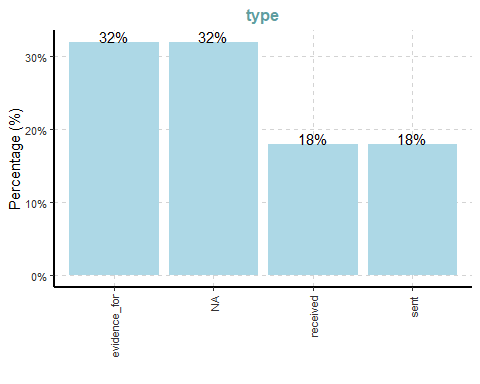 type
Percentage (%)
30%
20%
10%
0%
32%
32%
18%
18%
evidence_for
NA
received
sent